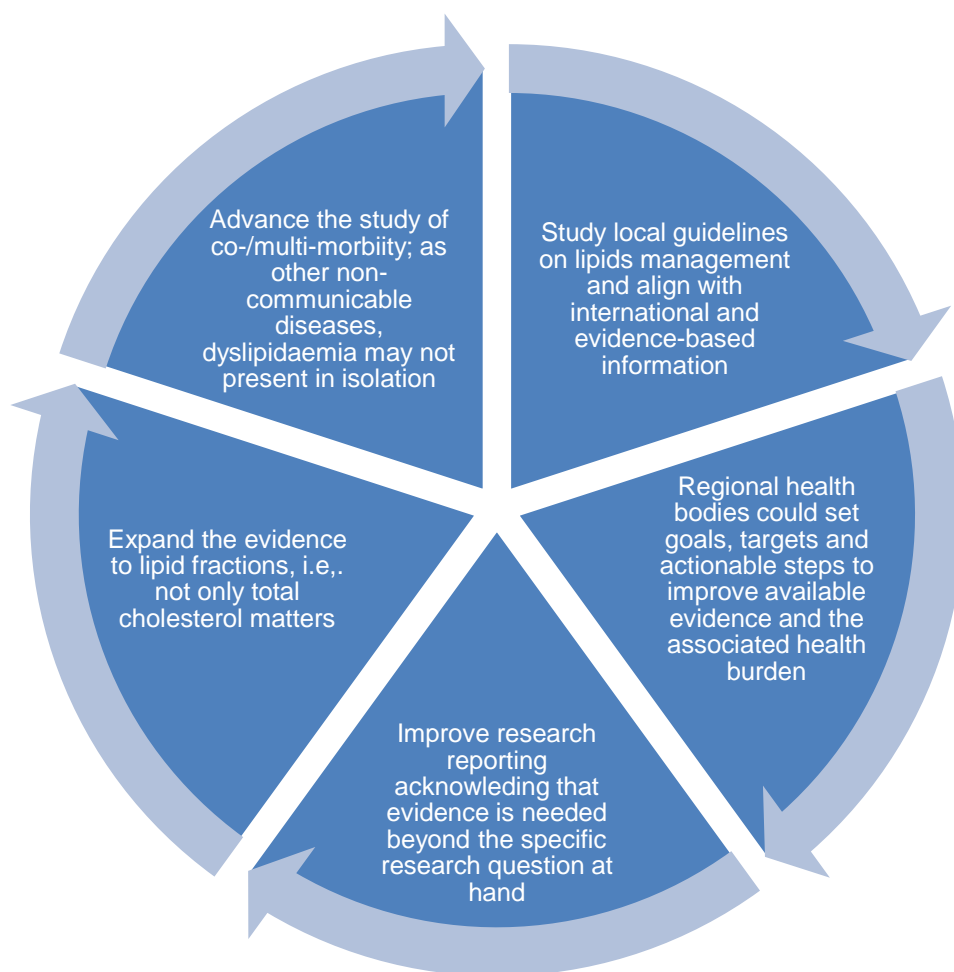 Study local guidelines
on lipids management
and align with
international and
evidence-based
information
Regional health
bodies could set
goals, targets and
actionable steps to
improve available
evidence and the
associated health
burden
Improve research
reporting
acknowleding that
evidence is needed
beyond the specific
research question at
hand
Expand the evidence
to lipid fractions, i.e,.
not only total
cholesterol matters
Advance the study of
co-/multi-morbiity; as
other non-
communicable
diseases,
dyslipidaemia may not
present in isolation